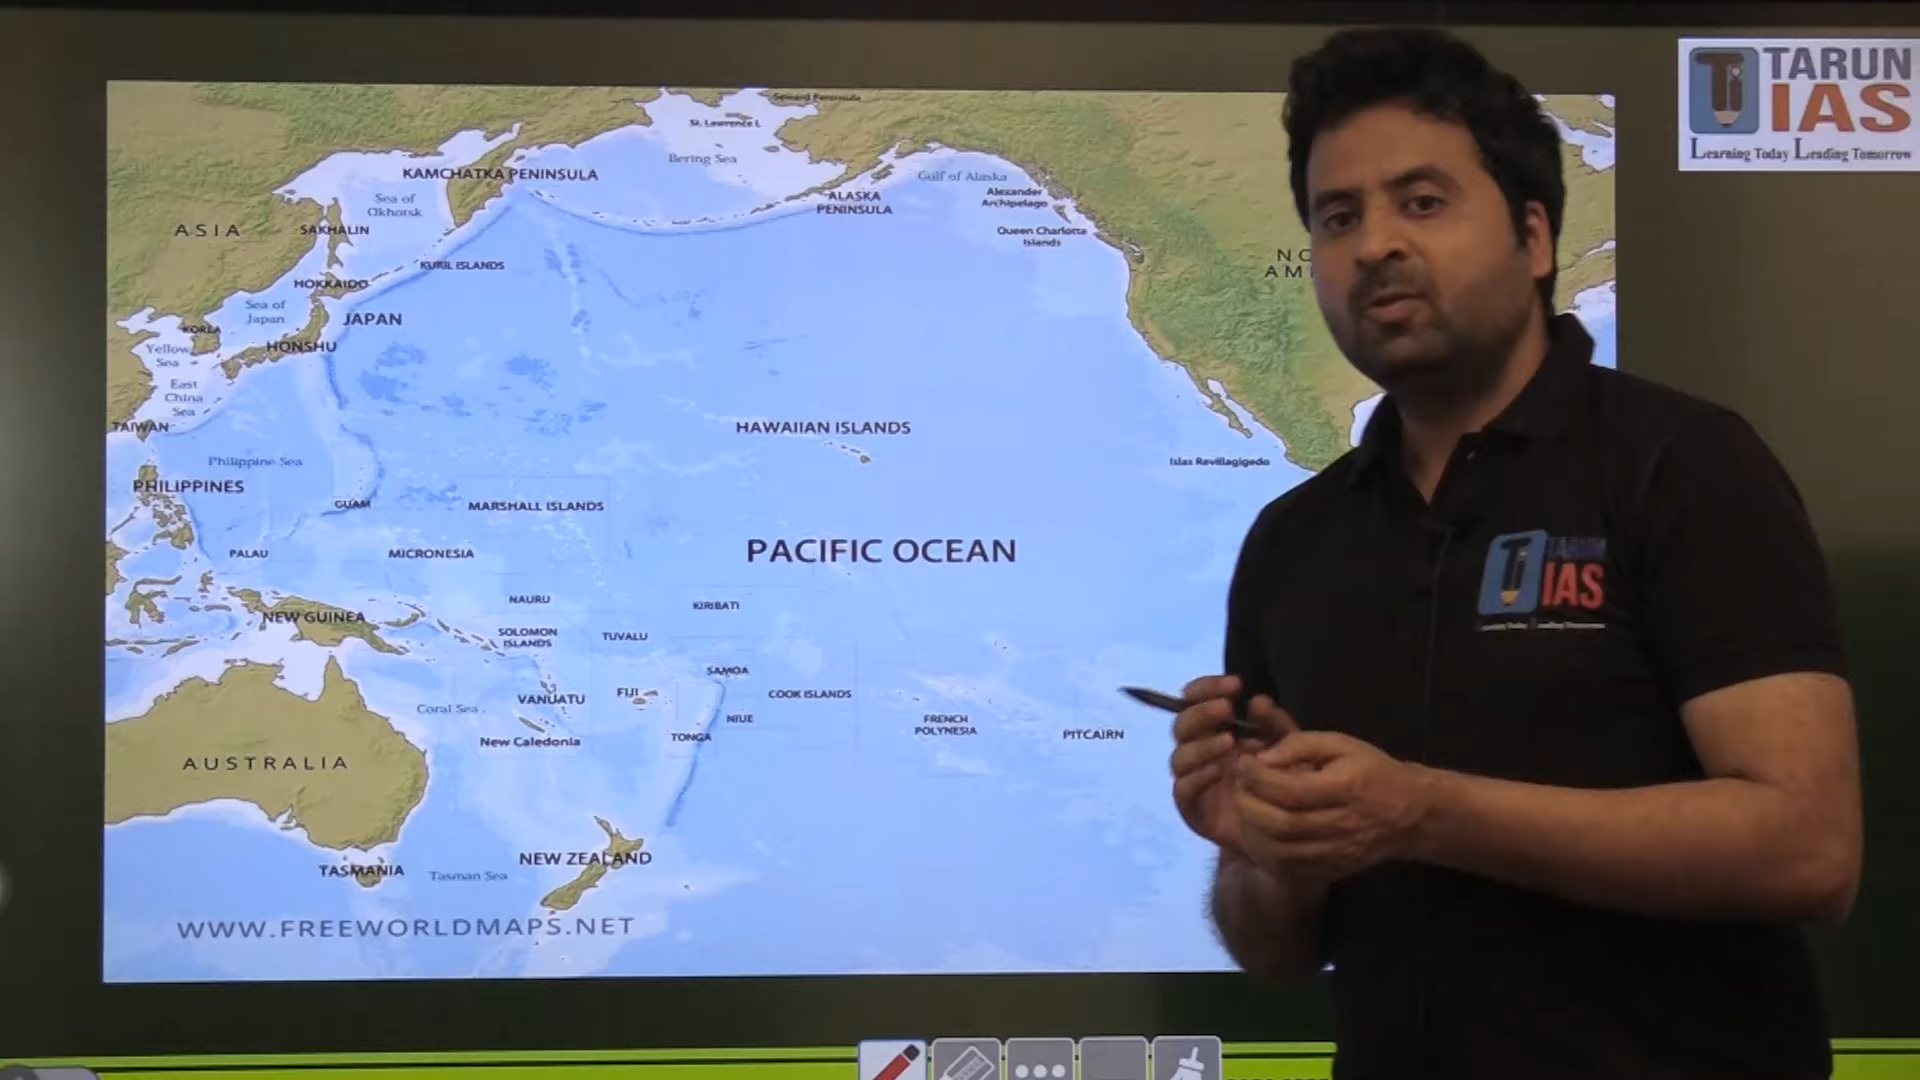 TARUN
IAS
Learning Today Leading Tomorrow
Seward Peninsula
St. Lawrence I.
Bering Sea
KAMCHATKA PENINSULA
Gulf of Alaska
Sea of
Okhorsk
ALASKA
PENINSULA
Alexander
Archipelago
ASIA
SAKHALIN
Queen Charlotte
Islands
KURIL ISLANDS
HOKKAIDO
Sea of
Japan
JAPAN
KOREA
HONSHU
Yellow
Sea
East
China
Sea
TAIWAN
HAWAIIAN ISLANDS
Philippine Sea
Islas Revillagigedo
PHILIPPINES
GUAM
MARSHALL ISLANDS
PALAU
MICRONESIA
PACIFIC OCEAN
NAURU
KIRIBATI
NEW GUINEA
SOLOMON
ISLANDS
TUVALU
SAMOA
VANUATU
FIJI
COOK ISLANDS
Coral Sea
NIUE
FRENCH
POLYNESIA
New Caledonia
TONGA
PITCAIRN
AUSTRALIA
NEW ZEALAND
TASMANIA
Tasman Sea
WWW.FREEWORLDMAPS.NET
TARUN
IAS